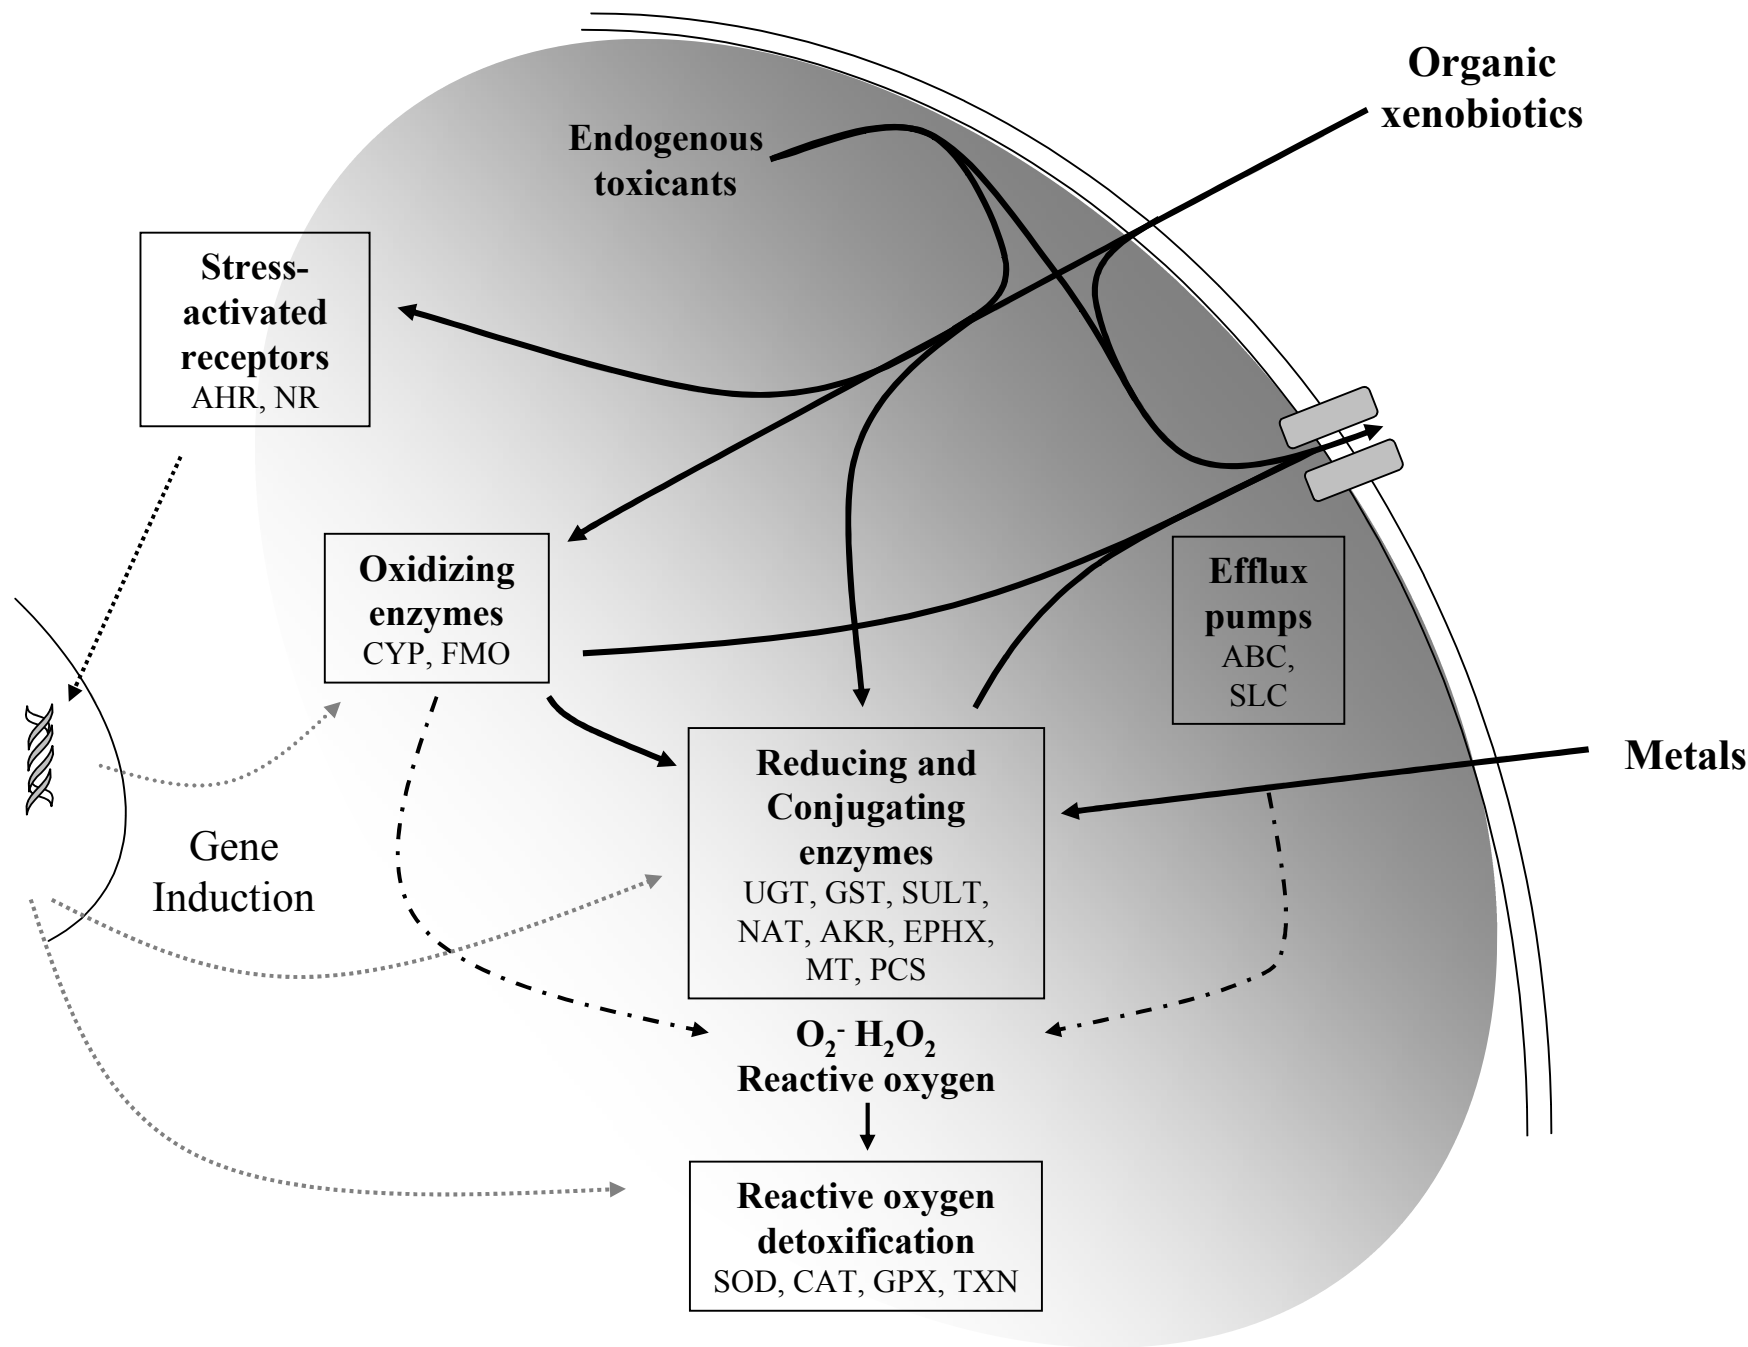 Organic
xenobiotics
Endogenous
toxicants
Stress-
activated
receptors
AHR, NR
Oxidizing
enzymes
CYP, FMO
Efflux
pumps
ABC,
SLC
Metals
Reducing and
Conjugating
enzymes
UGT, GST, SULT,
NAT, AKR, EPHX,
MT, PCS
Gene
Induction
O₂⁻ H₂O₂
Reactive oxygen
Reactive oxygen
detoxification
SOD, CAT, GPX, TXN